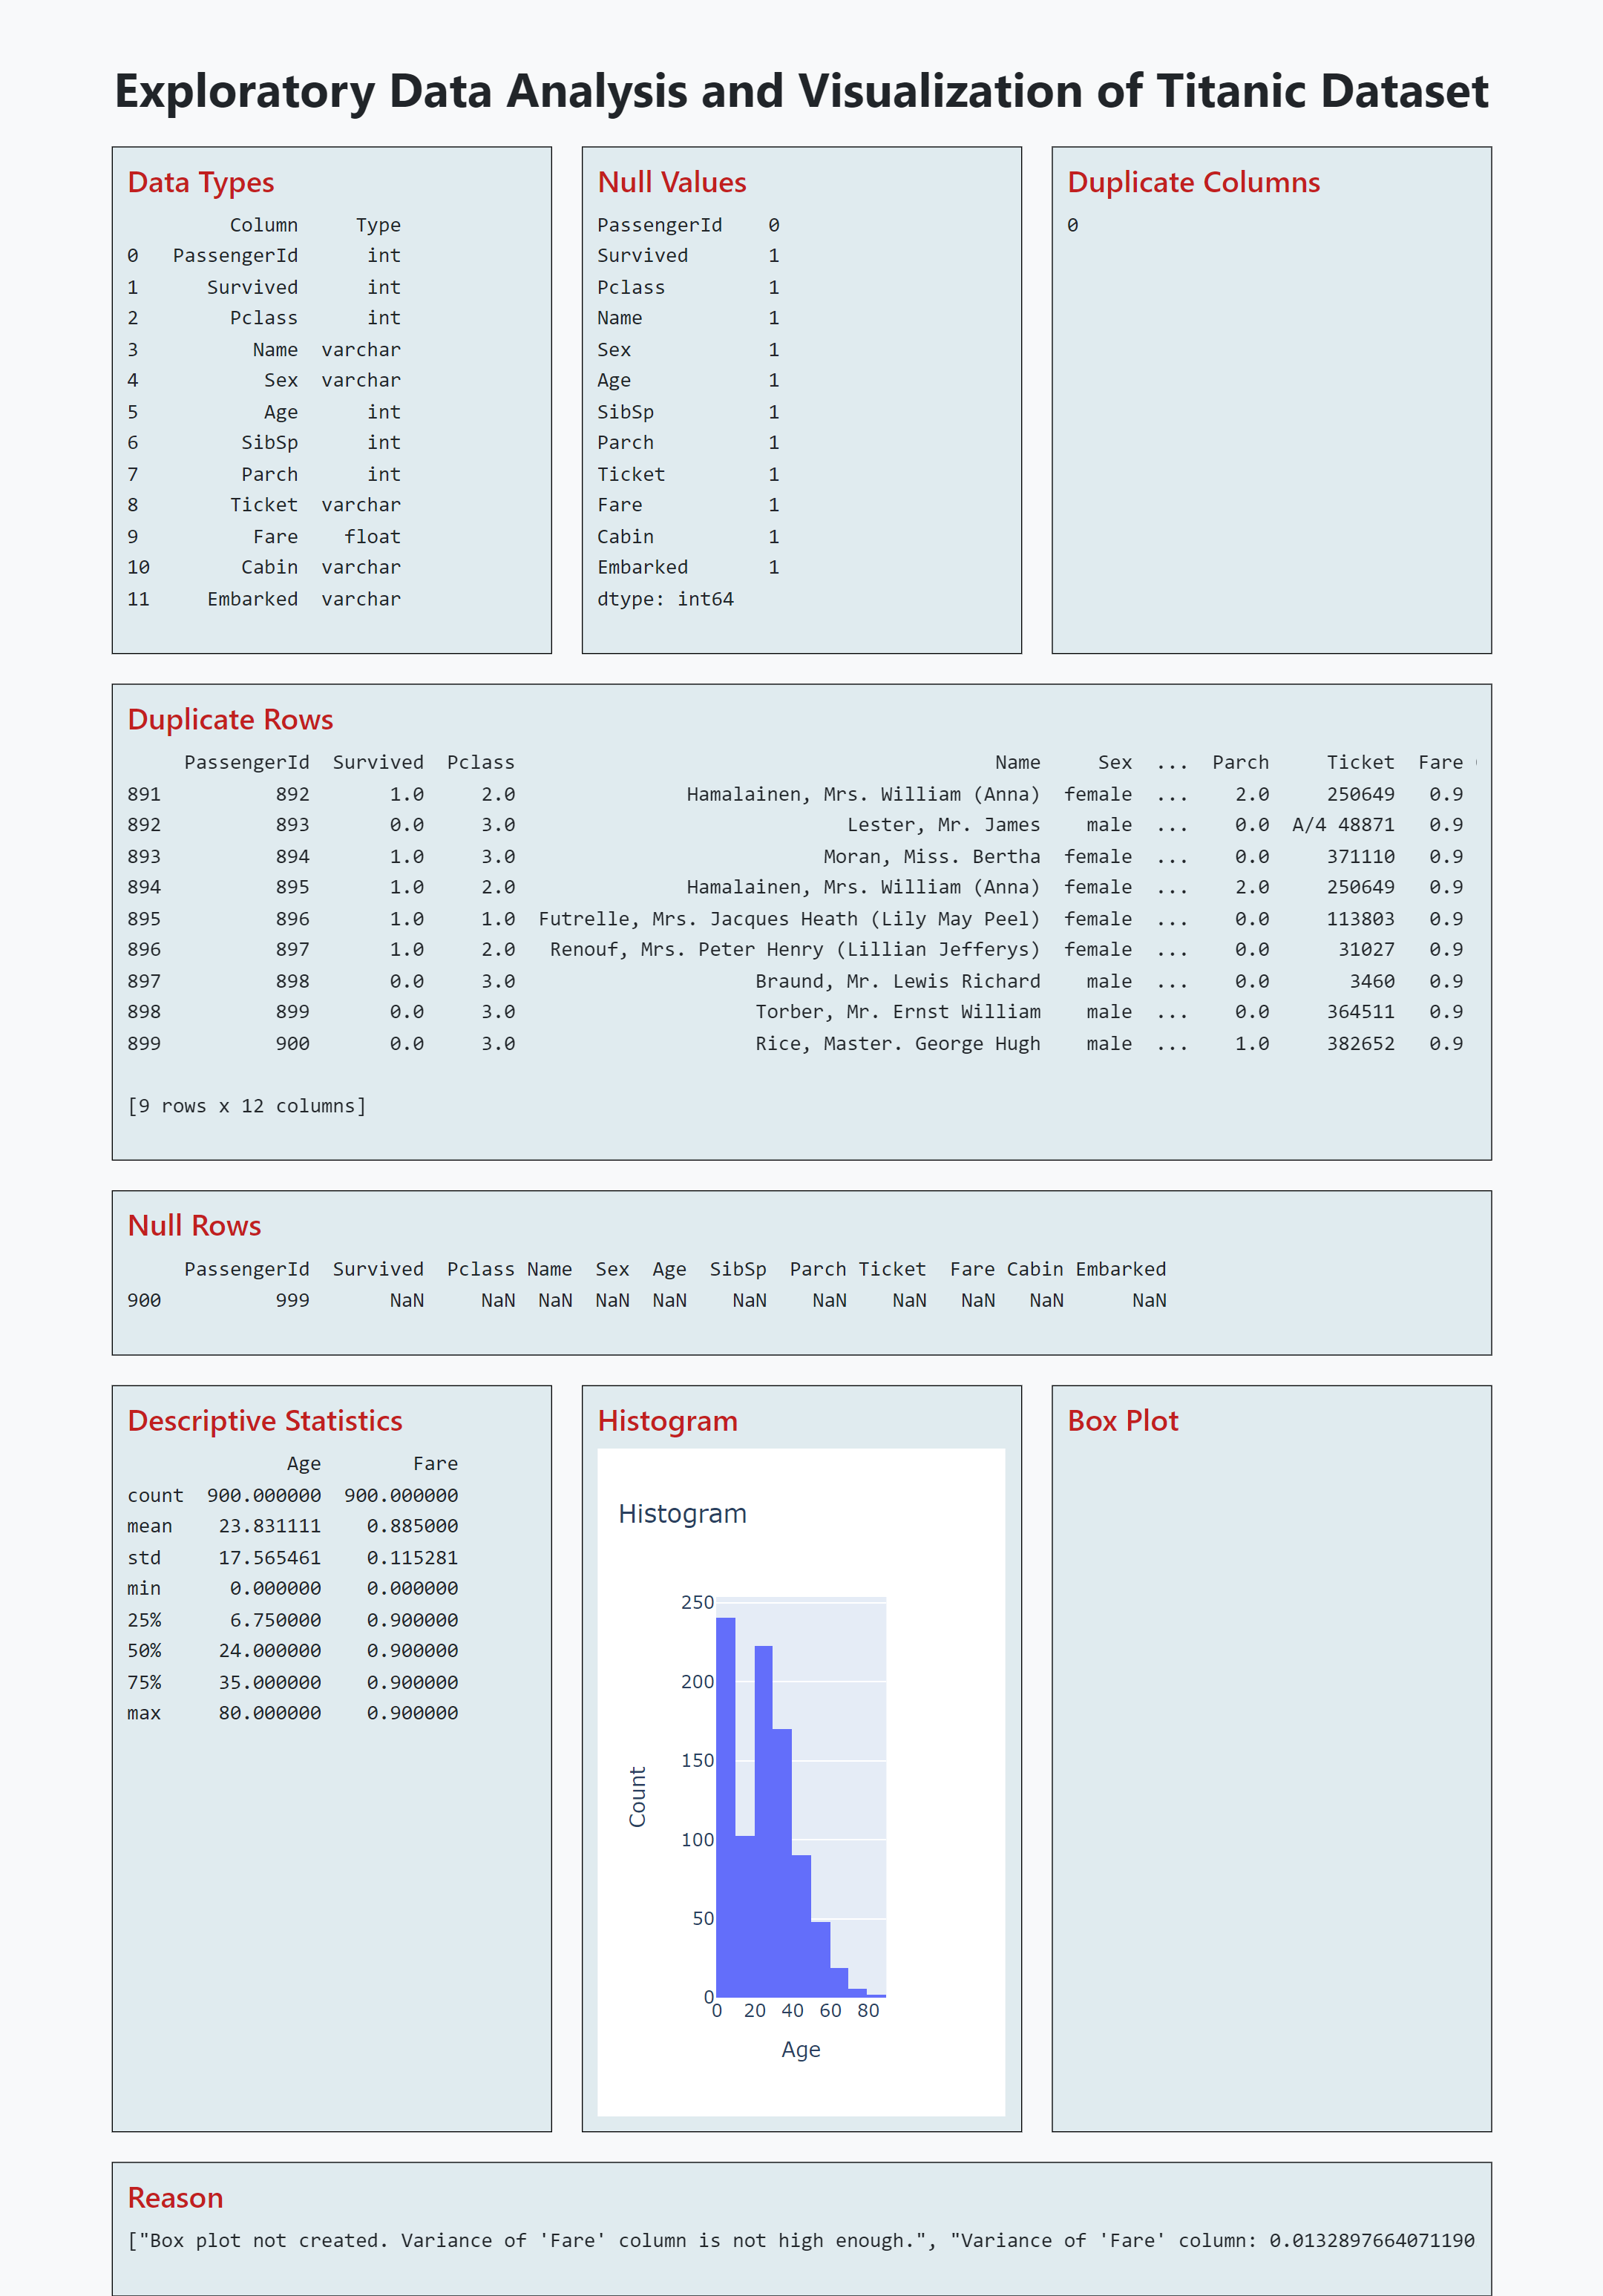 Exploratory Data Analysis and Visualization of Titanic Dataset
Data Types
Column Type
0 PassengerId int
1 Survived int
2 Pclass int
3 Name varchar
4 Sex varchar
5 Age int
6 SibSp int
7 Parch int
8 Ticket varchar
9 Fare float
10 Cabin varchar
11 Embarked varchar
Null Values
PassengerId 0
Survived 1
Pclass 1
Name 1
Sex 1
Age 1
SibSp 1
Parch 1
Ticket 1
Fare 1
Cabin 1
Embarked 1
dtype: int64
Duplicate Columns
0
Duplicate Rows
PassengerId Survived Pclass Name Sex ... Parch Ticket Fare
891 892 1.0 2.0 Hamalainen, Mrs. William (Anna) female ... 2.0 250649 0.9
892 893 0.0 3.0 Lester, Mr. James male ... 0.0 A/4 48871 0.9
893 894 1.0 3.0 Moran, Miss. Bertha female ... 0.0 371110 0.9
894 895 1.0 2.0 Hamalainen, Mrs. William (Anna) female ... 2.0 250649 0.9
895 896 1.0 1.0 Futrelle, Mrs. Jacques Heath (Lily May Peel) female ... 0.0 113803 0.9
896 897 1.0 2.0 Renouf, Mrs. Peter Henry (Lillian Jefferys) female ... 0.0 31027 0.9
897 898 0.0 3.0 Braund, Mr. Lewis Richard male ... 0.0 3460 0.9
898 899 0.0 3.0 Torber, Mr. Ernst William male ... 0.0 364511 0.9
899 900 0.0 3.0 Rice, Master. George Hugh male ... 1.0 382652 0.9
[9 rows x 12 columns]
Null Rows
PassengerId Survived Pclass Name Sex Age SibSp Parch Ticket Fare Cabin Embarked
900 999 NaN NaN NaN NaN NaN NaN NaN NaN NaN NaN NaN
Descriptive Statistics
Age Fare
count 900.000000 900.000000
mean 23.831111 0.885000
std 17.565461 0.115281
min 0.000000 0.000000
25% 6.750000 0.900000
50% 24.000000 0.900000
75% 35.000000 0.900000
max 80.000000 0.900000
Histogram
Histogram
250
200
150
100
50
0
0 20 40 60 80
Count
Age
Box Plot
Reason
["Box plot not created. Variance of 'Fare' column is not high enough.", "Variance of 'Fare' column: 0.0132897664071190